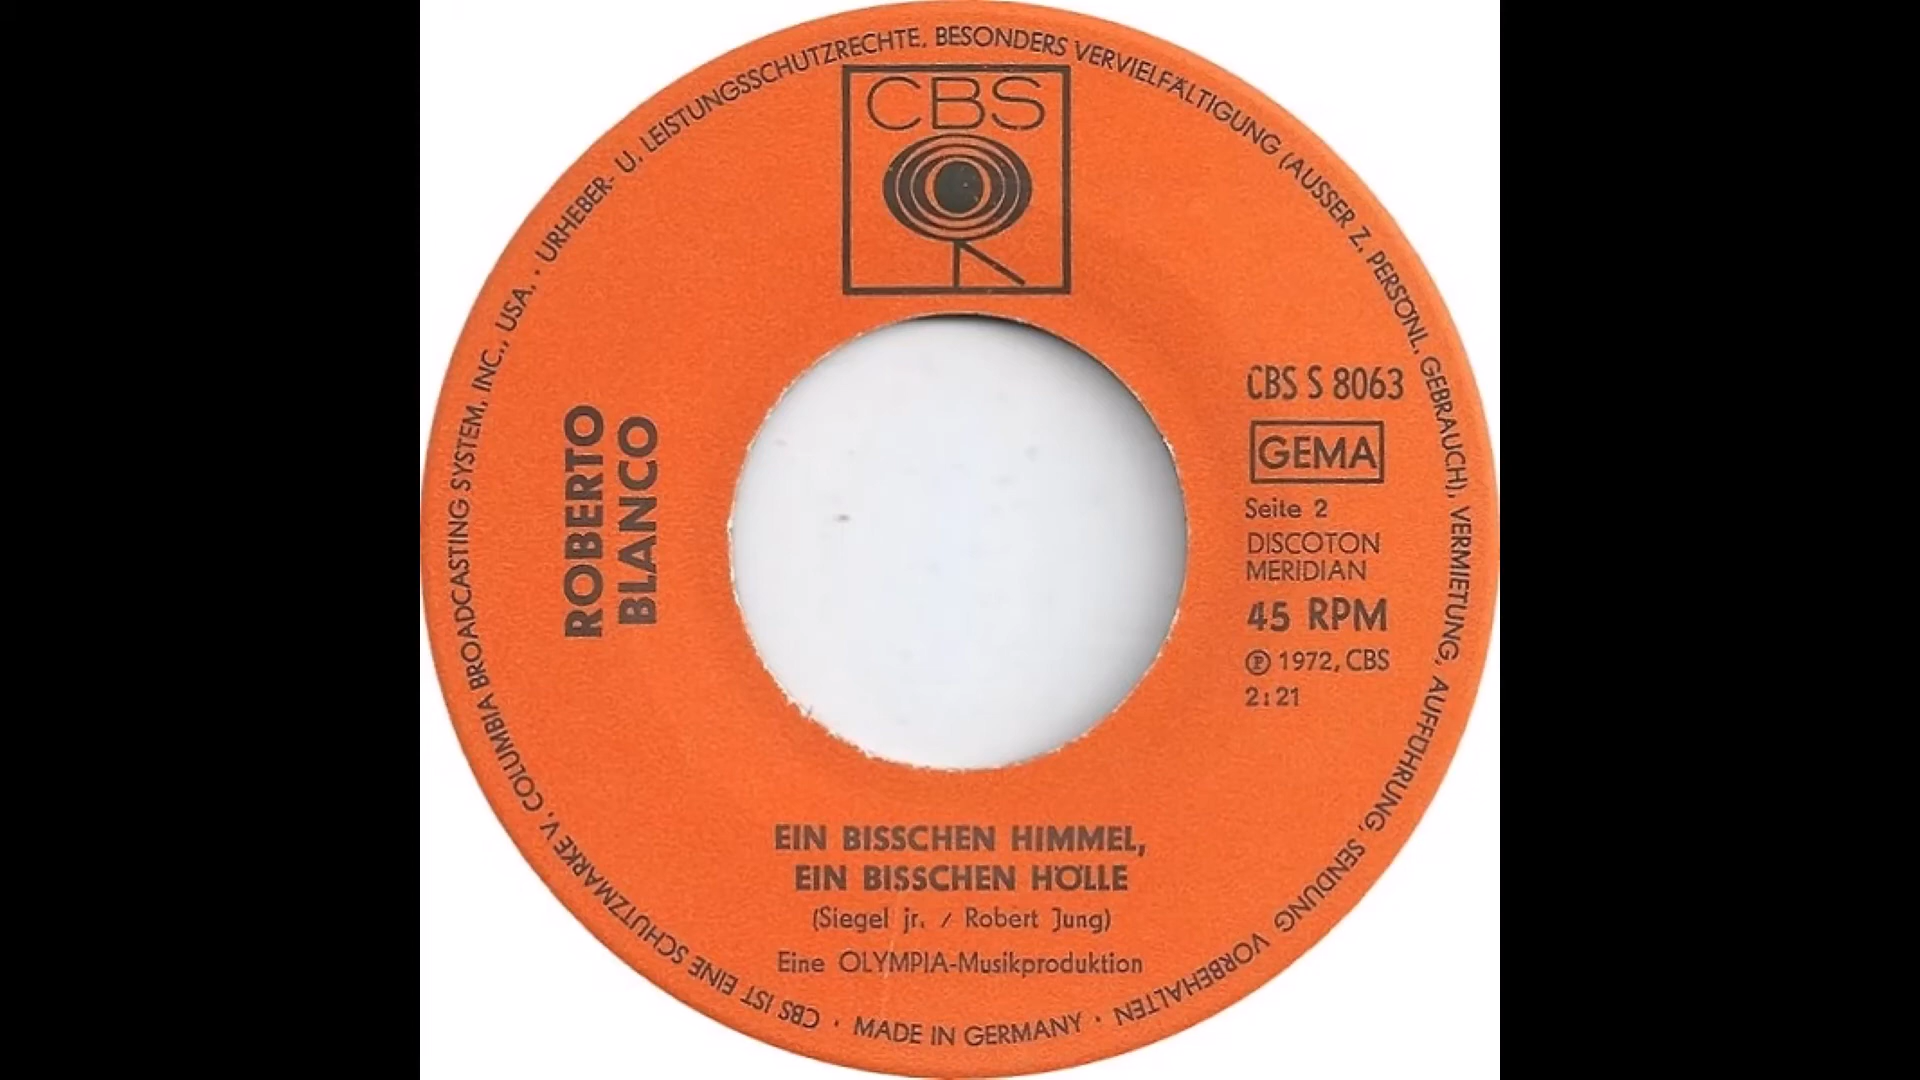 URHEBER- U. LEISTUNGSSCHUTZRECHTE, BESONDERS VERVIELFÄLTIGUNG (AUSSER Z. PERSÖNL. GEBRAUCH), VERMIETUNG, AUFFÜHRUNG, SENDUNG VORBEHALTEN · MADE IN GERMANY · CBS IST EINE SCHUTZMARKE V. COLUMBIA BROADCASTING SYSTEM, INC., USA. ·
CBS
ROBERTO
BLANCO
CBS S 8063
GEMA
Seite 2
DISCOTON
MERIDIAN
45 RPM
℗ 1972, CBS
2:21
EIN BISSCHEN HIMMEL,
EIN BISSCHEN HÖLLE
(Siegel jr. / Robert Jung)
Eine OLYMPIA-Musikproduktion